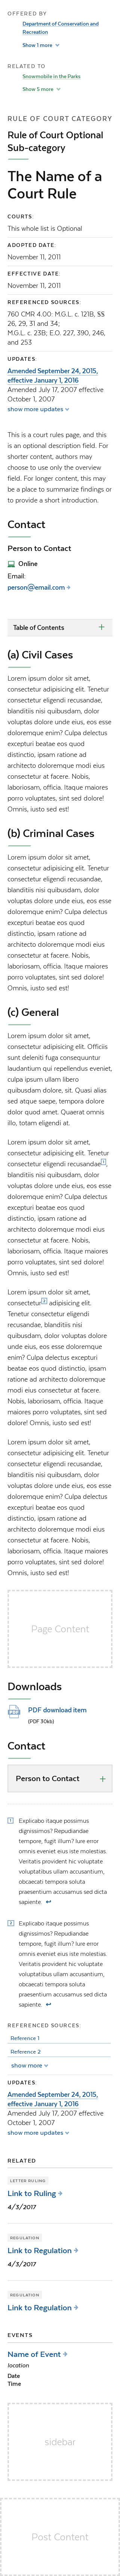 OFFERED BY
Department of Conservation and
Recreation
Show 1 more
RELATED TO
Snowmobile in the Parks
Show 5 more
RULE OF COURT CATEGORY
Rule of Court Optional
Sub-category
The Name of a
Court Rule
COURTS:
This whole list is Optional
ADOPTED DATE:
November 11, 2011
EFFECTIVE DATE:
November 11, 2011
REFERENCED SOURCES:
760 CMR 4.00: M.G.L. c. 121B, §§
26, 29, 31 and 34;
M.G.L. c. 23B; E.O. 227, 390, 246,
and 253
UPDATES:
Amended September 24, 2015,
effective January 1, 2016
Amended July 17, 2007 effective
October 1, 2007
show more updates
This is a court rules page, and this is
an optional description field. For
shorter content, authors may
choose to use the overview page
field. For longer content, this may
be a place to summarize findings or
to provide a short introduction.
Contact
Person to Contact
Online
Email:
person@email.com
Table of Contents
(a) Civil Cases
Lorem ipsum dolor sit amet,
consectetur adipisicing elit. Tenetur
consectetur eligendi recusandae,
blanditiis nisi quibusdam, dolor
voluptates dolor unde eius, eos esse
doloremque enim? Culpa delectus
excepturi beatae eos quod
distinctio, ipsam ratione ad
architecto doloremque modi eius
consectetur at facere. Nobis,
laboriosam, officia. Itaque maiores
porro voluptates, sint sed dolore!
Omnis, iusto sed est!
(b) Criminal Cases
Lorem ipsum dolor sit amet,
consectetur adipisicing elit. Tenetur
consectetur eligendi recusandae,
blanditiis nisi quibusdam, dolor
voluptates dolor unde eius, eos esse
doloremque enim? Culpa delectus
excepturi beatae eos quod
distinctio, ipsam ratione ad
architecto doloremque modi eius
consectetur at facere. Nobis,
laboriosam, officia. Itaque maiores
porro voluptates, sint sed dolore!
Omnis, iusto sed est!
(c) General
Lorem ipsum dolor sit amet,
consectetur adipisicing elit. Officiis
sunt deleniti fuga consequuntur
laudantium qui repellendus eveniet,
culpa ipsam ullam libero
accusamus dolore sit. Quasi alias
sed quos saepe, tempora dolore
dolor quod amet animi. Comnis
illo, totam eligendi at.
Lorem ipsum dolor sit amet,
consectetur adipisicing elit. Tenetur
consectetur eligendi recusandae 1,
blanditiis nisi quibusdam, dolor
voluptates dolor unde eius, eos esse
doloremque enim? Culpa delectus
excepturi beatae eos quod
distinctio, ipsam ratione ad
architecto doloremque modi eius
consectetur at facere. Nobis,
laboriosam, officia. Itaque maiores
porro voluptates, sint sed dolore!
Omnis, iusto sed est!
Lorem ipsum dolor sit amet,
consectetur adipisicing elit.
Tenetur consectetur eligendi
recusandae, blanditiis nisi
quibusdam, dolor voluptates dolor
unde eius, eos esse doloremque
enim? Culpa delectus excepturi
beatae eos quod distinctio, ipsam
ratione ad architecto doloremque
modi eius consectetur at facere.
Nobis, laboriosam, officia. Itaque
maiores porro voluptates, sint sed
dolore! Omnis, iusto sed est!
Lorem ipsum dolor sit amet,
consectetur adipisicing elit. Tenetur
consectetur eligendi recusandae,
blanditiis nisi quibusdam, dolor
voluptates dolor unde eius, eos esse
doloremque enim? Culpa delectus
excepturi beatae eos quod
distinctio, ipsam ratione ad
architecto doloremque modi eius
consectetur at facere. Nobis,
laboriosam, officia. Itaque maiores
porro voluptates, sint sed dolore!
Omnis, iusto sed est!
Page Content
Downloads
PDF download item
(PDF 30kb)
Contact
Person to Contact
1 Explicabo itaque possimus
dignissimos? Repudiandae
tempore, fugit illum? Iure error
omnis eveniet eius iste molestias.
Veritatis provident hic voluptate
voluptatibus ullam accusantium,
obcaecati tempora soluta
praesentium accusamus sed dicta
sapiente.
Explicabo itaque possimus
dignissimos? Repudiandae
tempore, fugit illum? Iure error
omnis eveniet eius iste molestias.
Veritatis provident hic voluptate
voluptatibus ullam accusantium,
obcaecati tempora soluta
praesentium accusamus sed dicta
sapiente.
REFERENCED SOURCES:
Reference 1
Reference 2
show more
UPDATES:
Amended September 24, 2015,
effective January 1, 2016
Amended July 17, 2007 effective
October 1, 2007
show more updates
RELATED
LETTER RULING
Link to Ruling
4/3/2017
REGULATION
Link to Regulation
4/3/2017
REGULATION
Link to Regulation
EVENTS
Name of Event
location
Date
Time
sidebar
Post Content